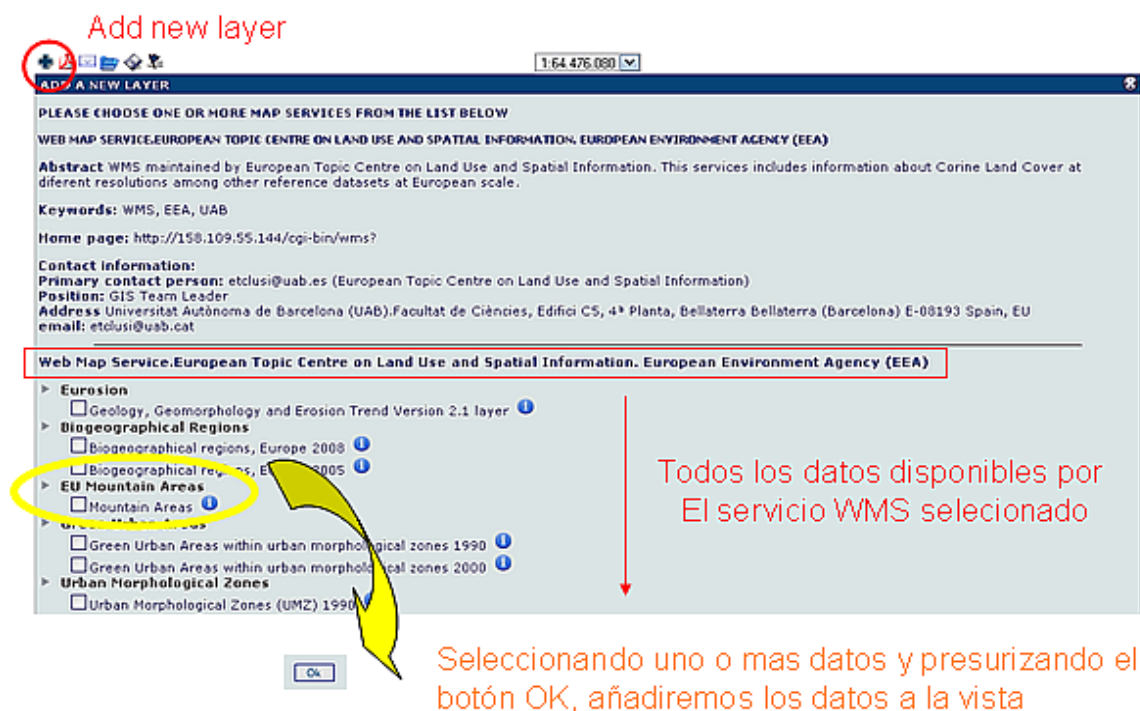 Add new layer
1:64.476.080
ADD A NEW LAYER
PLEASE CHOOSE ONE OR MORE MAP SERVICES FROM THE LIST BELOW
WEB MAP SERVICE.EUROPEAN TOPIC CENTRE ON LAND USE AND SPATIAL INFORMATION. EUROPEAN ENVIRONMENT AGENCY (EEA)
Abstract WMS maintained by European Topic Centre on Land Use and Spatial Information. This services includes information about Corine Land Cover at
diferent resolutions among other reference datasets at European scale.
Keywords: WMS, EEA, UAB
Home page: http://158.109.55.144/cgi-bin/wms?
Contact information:
Primary contact person: etclusi@uab.es (European Topic Centre on Land Use and Spatial Information)
Position: GIS Team Leader
Address Universitat Autònoma de Barcelona (UAB).Facultat de Ciències, Edifici C5, 4ª Planta, Bellaterra Bellaterra (Barcelona) E-08193 Spain, EU
email: etclusi@uab.cat
Web Map Service.European Topic Centre on Land Use and Spatial Information. European Environment Agency (EEA)
Eurosion
Geology, Geomorphology and Erosion Trend Version 2.1 layer
Biogeographical Regions
Biogeographical regions, Europe 2008
Biogeographical regions, 2005
EU Mountain Areas
Mountain Areas
Green Urban Areas
Green Urban Areas within urban morphological zones 1990
Green Urban Areas within urban morphological zones 2000
Urban Morphological Zones
Urban Morphological Zones (UMZ) 1990
Todos los datos disponibles por
El servicio WMS selecionado
Ok
Seleccionando uno o mas datos y presurizando el
botón OK, añadiremos los datos a la vista